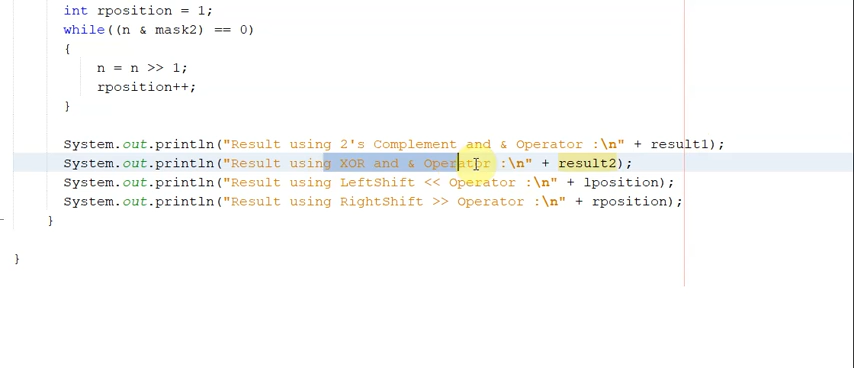 int rposition = 1;
while((n & mask2) == 0)
{
n = n >> 1;
rposition++;
}
System.out.println("Result using 2's Complement and & Operator :\n" + result1);
System.out.println("Result using XOR and & Operator :\n" + result2);
System.out.println("Result using LeftShift << Operator :\n" + lposition);
System.out.println("Result using RightShift >> Operator :\n" + rposition);
}
}